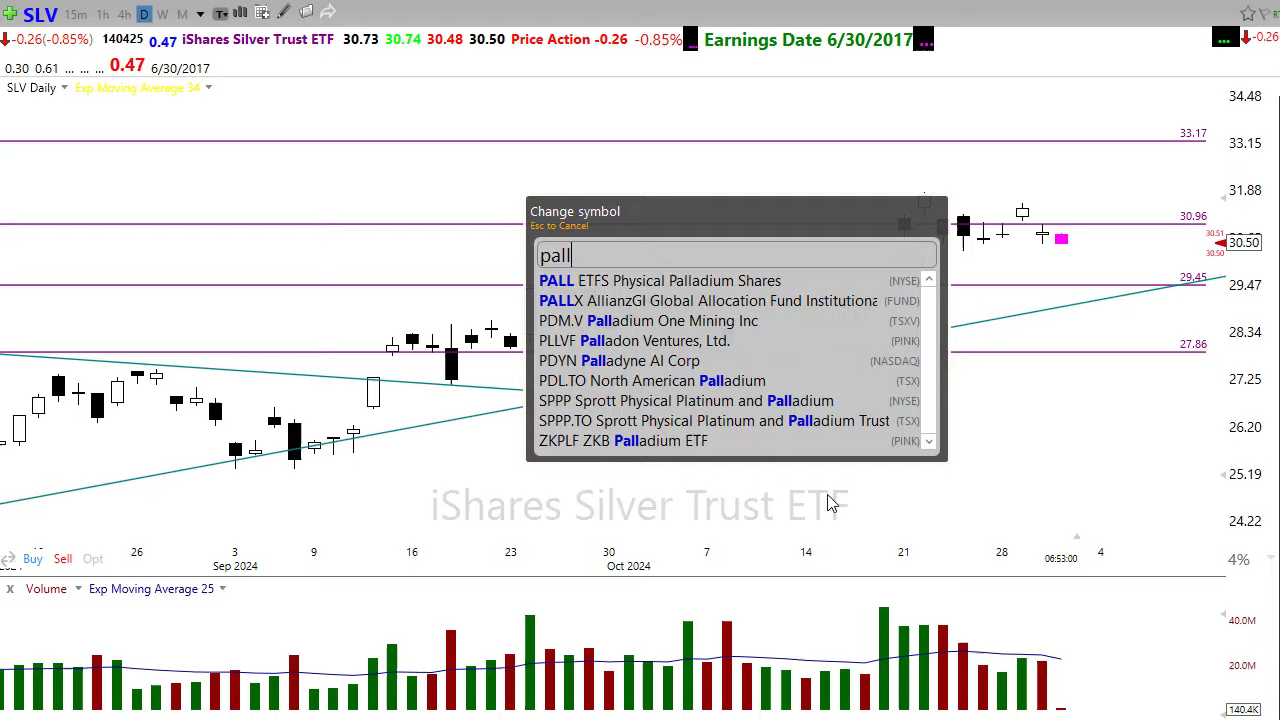 SLV 15m 1h 4h D W M T
-0.26(-0.85%) 140425 0.47 iShares Silver Trust ETF 30.73 30.74 30.48 30.50 Price Action -0.26 -0.85% ... Earnings Date 6/30/2017 ... ... -0.26
0.30 0.61 ... ... ... 0.47 6/30/2017
SLV Daily Exp Moving Average 34
34.48
33.17
33.15
31.88
30.96
30.51
30.50
30.50
29.45
29.47
28.34
27.86
27.25
26.20
25.19
24.22
Change symbol
Esc to Cancel
pall
PALL ETFS Physical Palladium Shares (NYSE)
PALLX AllianzGI Global Allocation Fund Institutiona (FUND)
PDM.V Palladium One Mining Inc (TSXV)
PLLVF Palladon Ventures, Ltd. (PINK)
PDYN Palladyne AI Corp (NASDAQ)
PDL.TO North American Palladium (TSX)
SPPP Sprott Physical Platinum and Palladium (NYSE)
SPPP.TO Sprott Physical Platinum and Palladium Trust (TSX)
ZKPLF ZKB Palladium ETF (PINK)
iShares Silver Trust ETF
26 3 9 16 23 30 7 14 21 28 4
Buy Sell Opt
Sep 2024 Oct 2024 06:53:00 4%
X Volume Exp Moving Average 25
40.0M
20.0M
140.4K